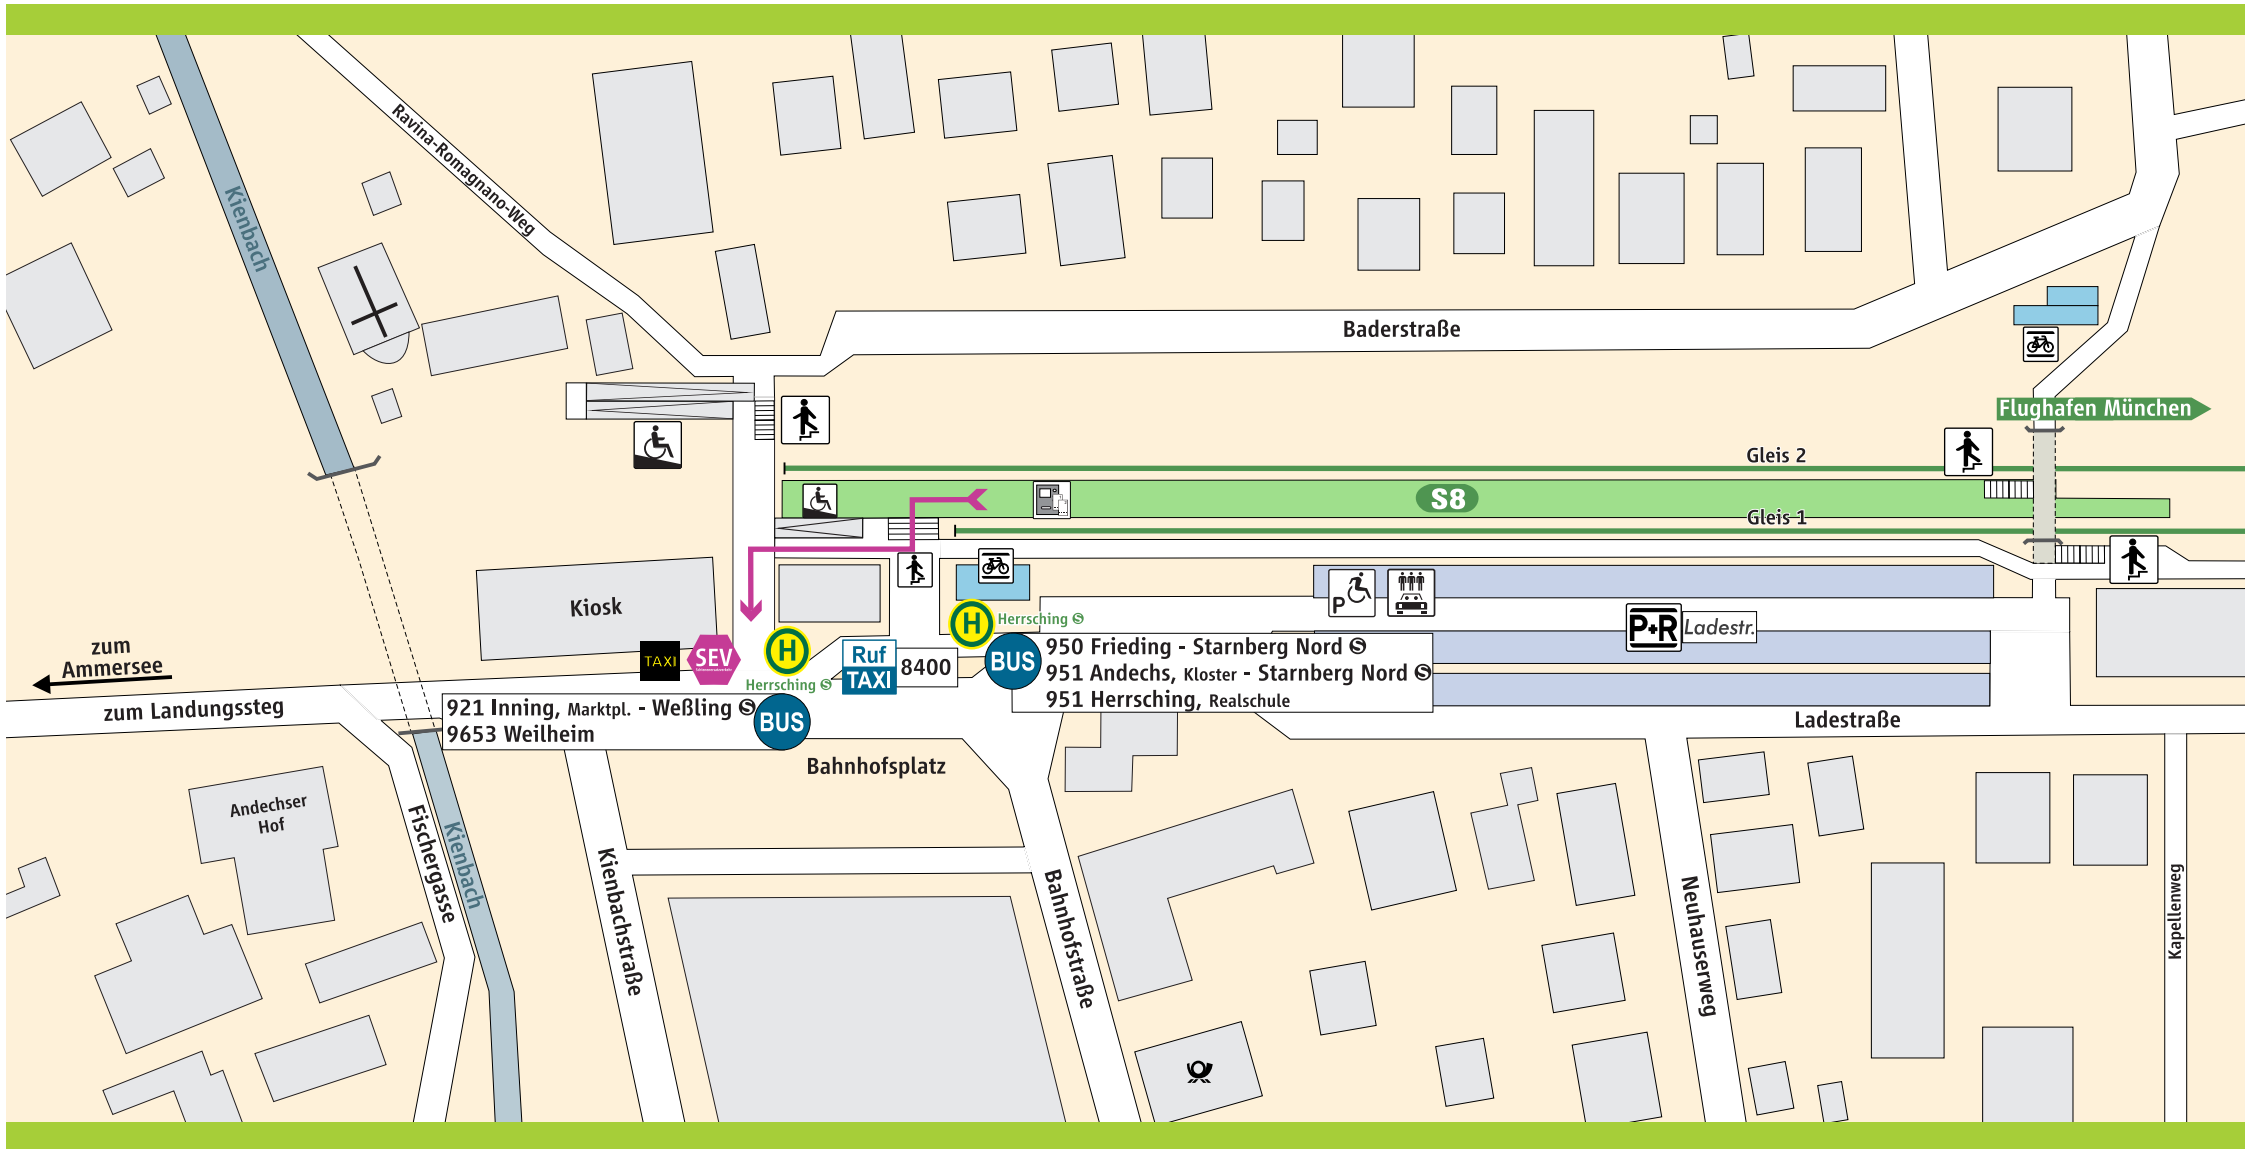 Ravina-Romagnano-Weg
Kienbach
Baderstraße
Flughafen München
Gleis 2
S8
Gleis 1
Kiosk
Herrsching S
H
P
P+R Ladestr.
zum
Ammersee
TAXI
SEV
H
Herrsching S
Ruf
TAXI
8400
BUS
950 Frieding - Starnberg Nord S
951 Andechs, Kloster - Starnberg Nord S
951 Herrsching, Realschule
zum Landungssteg
921 Inning, Marktpl. - Weßling S
9653 Weilheim
BUS
Ladestraße
Bahnhofsplatz
Andechser
Hof
Fischergasse
Kienbach
Kienbachstraße
Bahnhofstraße
Neuhauserweg
Kapellenweg